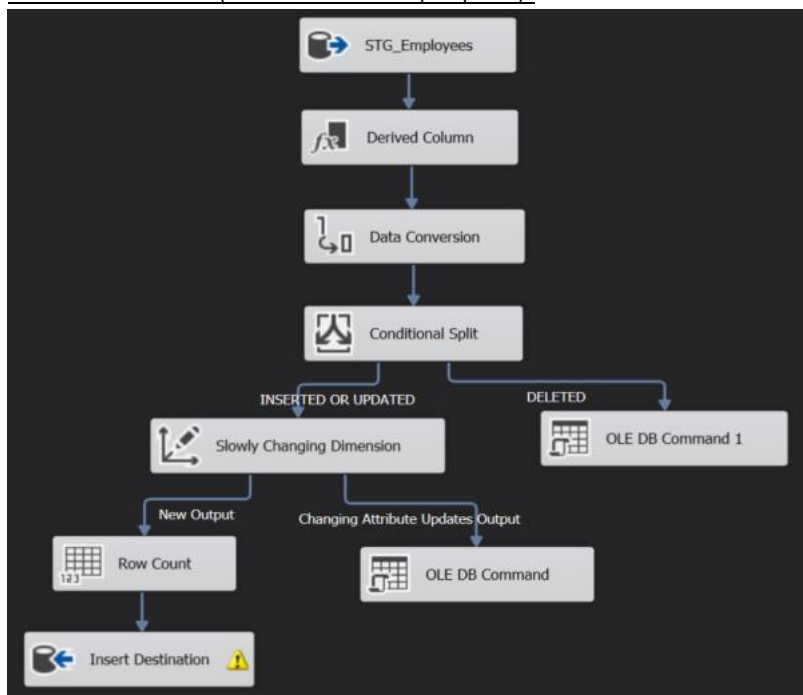 STG_Employees
Derived Column
Data Conversion
Conditional Split
INSERTED OR UPDATED
DELETED
Slowly Changing Dimension
OLE DB Command 1
New Output
Changing Attribute Updates Output
123
Row Count
OLE DB Command
Insert Destination